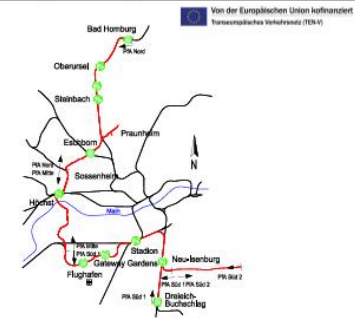 Von der Europäischen Union kofinanziert
Transeuropäisches Verkehrsnetz (TEN-V)
Bad Homburg
PfA Nord
Oberursel
Steinbach
Praunheim
Eschborn
N
PfA Nord
PfA Mitte
Sossenheim
Höchst
Main
PfA Mitte
PfA Süd 1
Stadion
Gateway Gardens
Neu-Isenburg
Flughafen
PfA Süd 2
PfA Süd 1
PfA Süd 2
PfA Süd 1
Dreieich-
Buchschlag